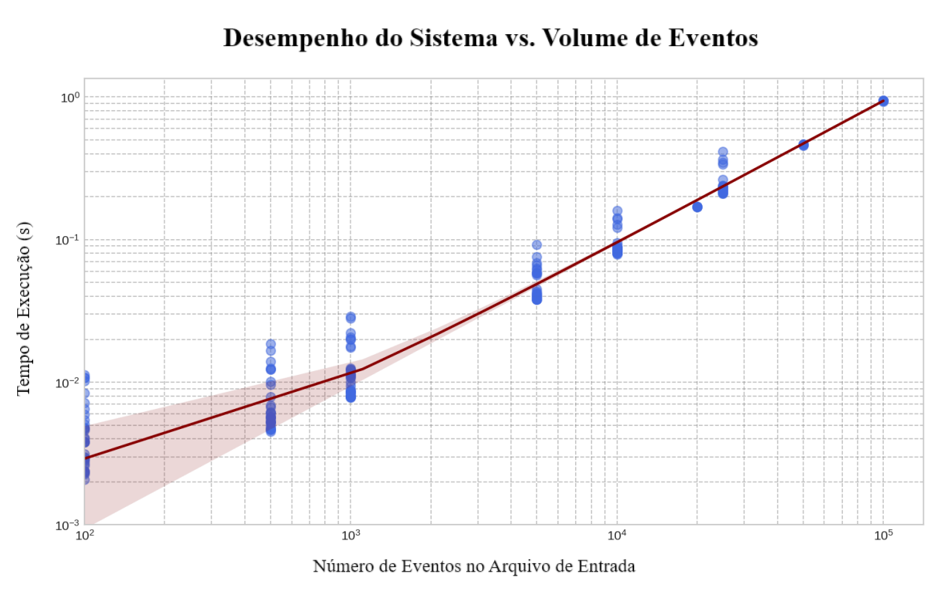 Desempenho do Sistema vs. Volume de Eventos
10⁰
10⁻¹
10⁻²
10⁻³
Tempo de Execução (s)
10² 10³ 10⁴ 10⁵
Número de Eventos no Arquivo de Entrada